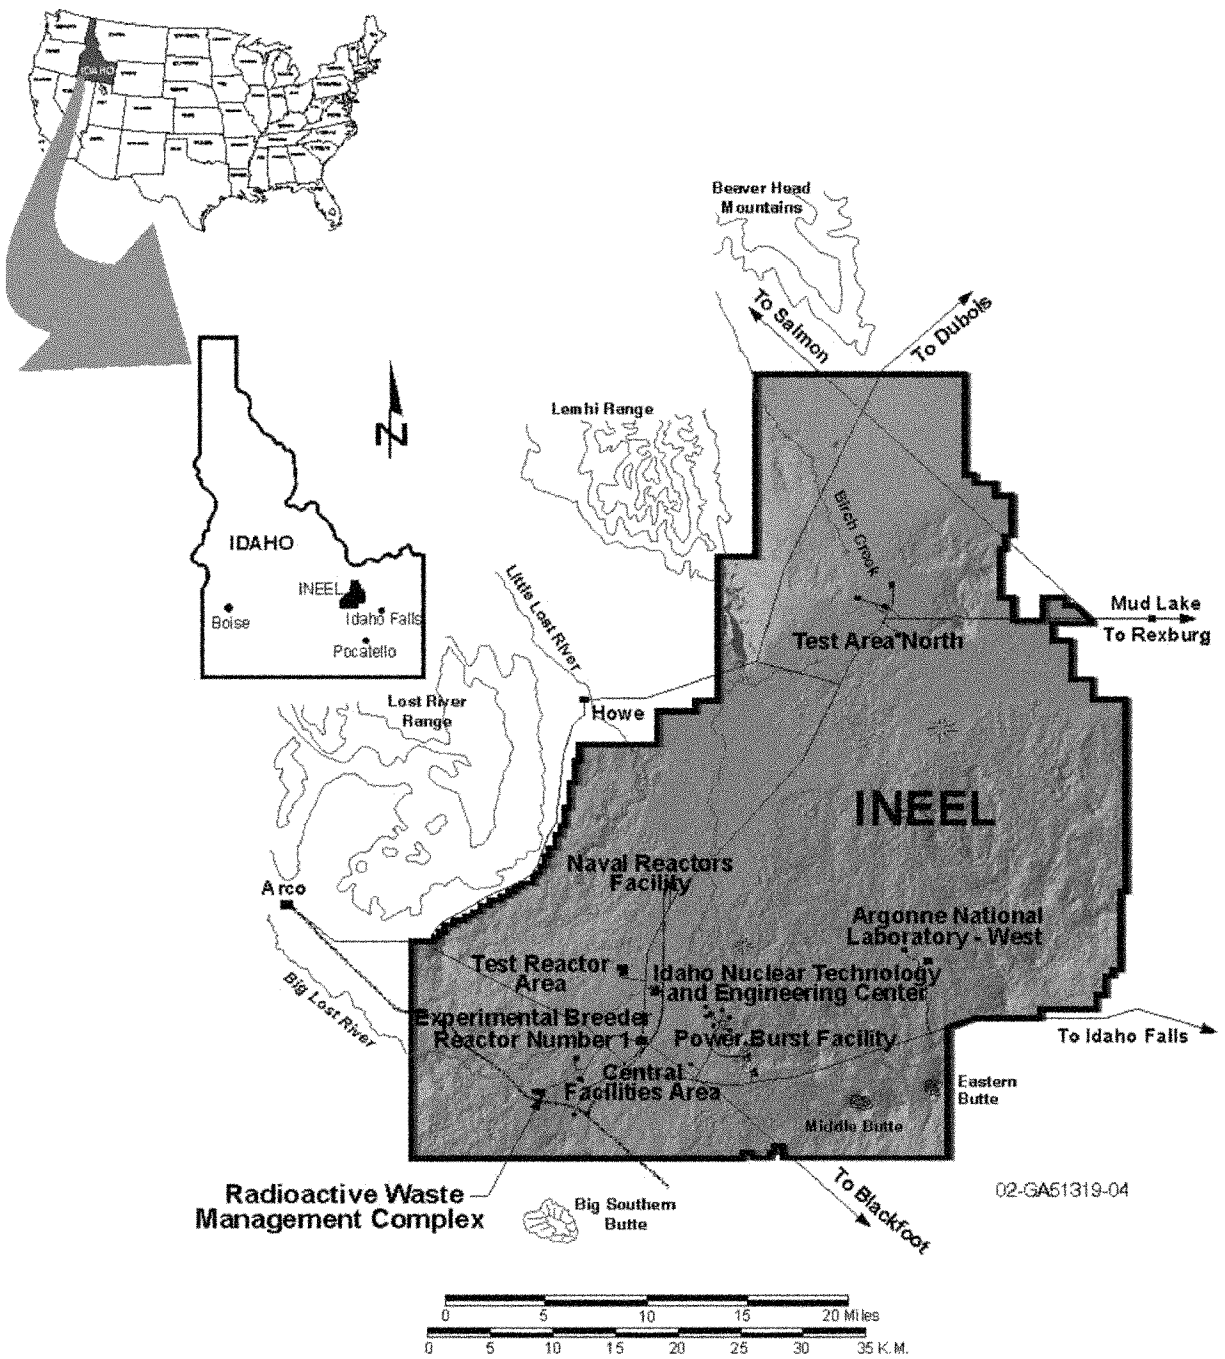 IDAHO
Beaver Head
Mountains
To Salmon
To Dubois
N
Lemhi Range
Birch Creek
IDAHO
INEEL
Idaho Falls
Boise
Pocatello
Little Lost River
Mud Lake
To Rexburg
Test Area North
Lost River
Range
Howe
INEEL
Naval Reactors
Facility
Arco
Argonne National
Laboratory - West
Test Reactor
Area
Idaho Nuclear Technology
and Engineering Center
Big Lost River
Experimental Breeder
Reactor Number 1
Power Burst Facility
To Idaho Falls
Central
Facilities Area
Eastern
Butte
Middle Butte
Radioactive Waste
Management Complex
Big Southern
Butte
To Blackfoot
02-GA51319-04
0 5 10 15 20 Miles
0 5 10 15 20 25 30 35 K.M.